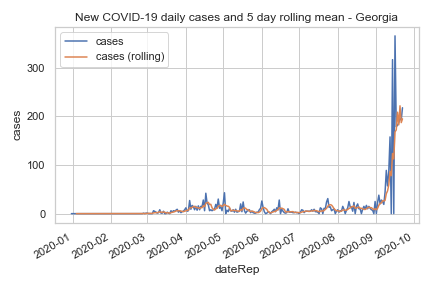 New COVID-19 daily cases and 5 day rolling mean - Georgia
cases
cases (rolling)
300
200
100
0
cases
2020-01
2020-02
2020-03
2020-04
2020-05
2020-06
2020-07
2020-08
2020-09
2020-10
dateRep